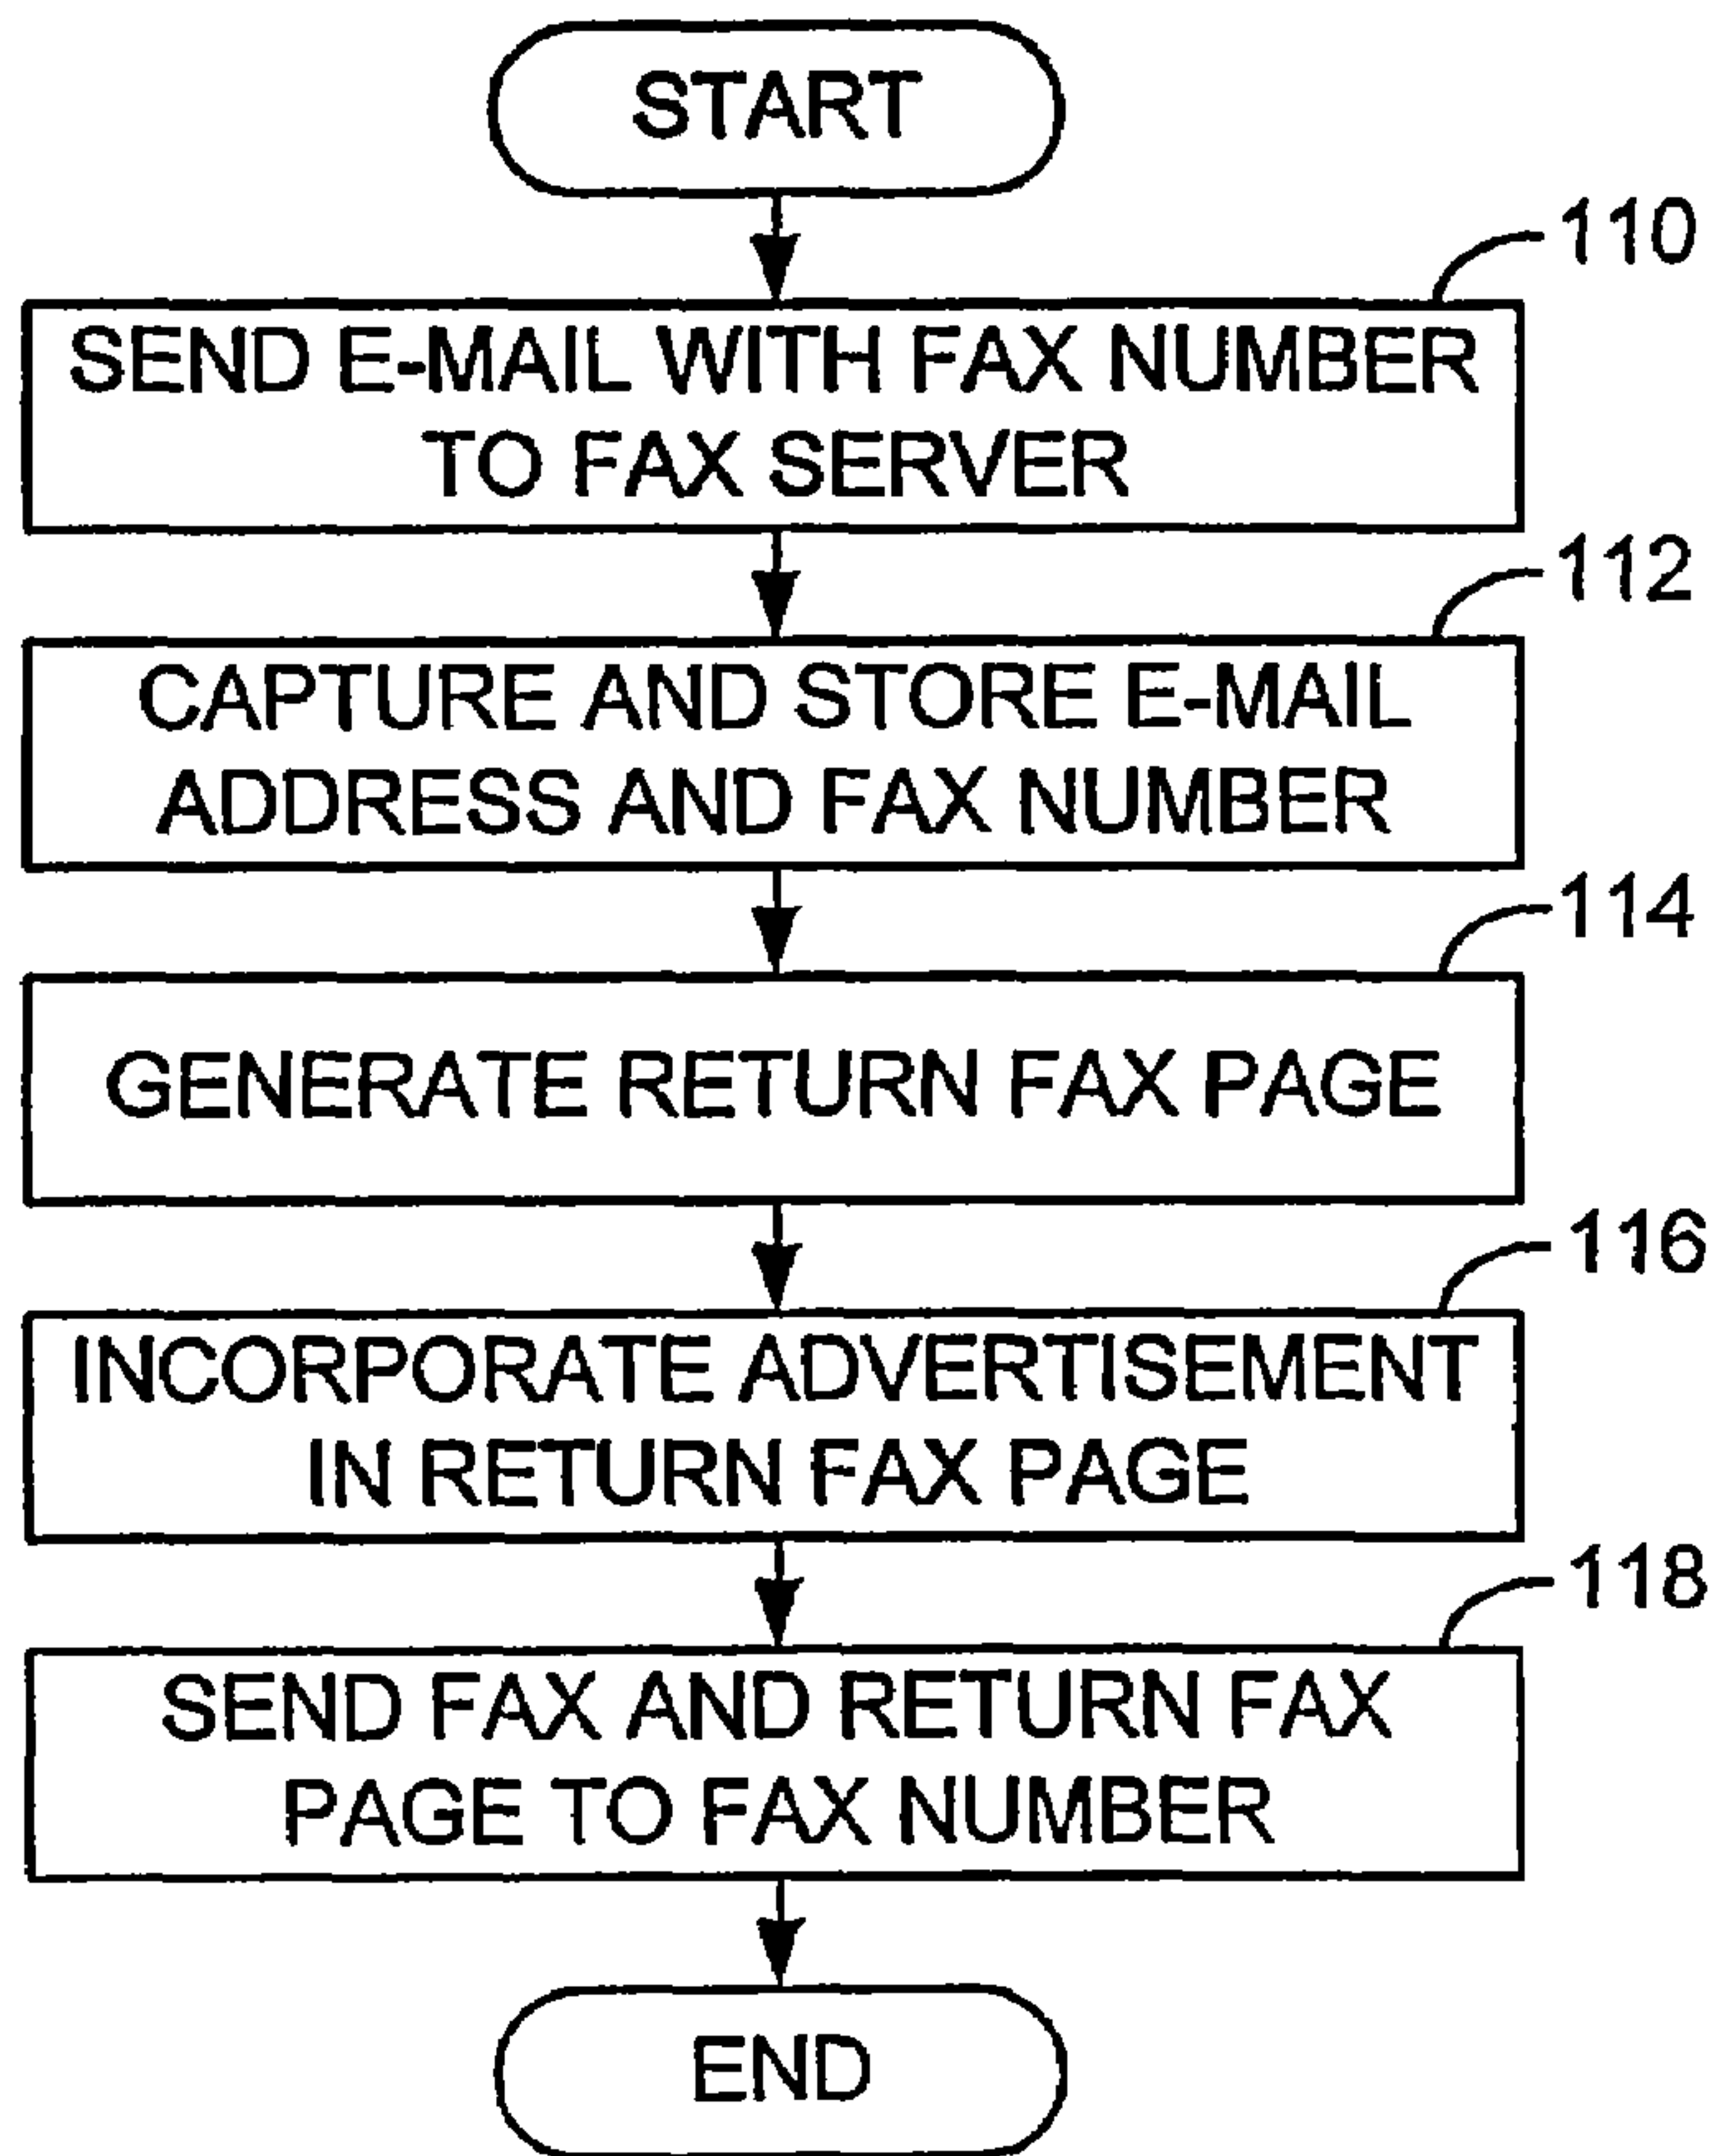 START
110
SEND E-MAIL WITH FAX NUMBER
TO FAX SERVER
112
CAPTURE AND STORE E-MAIL
ADDRESS AND FAX NUMBER
114
GENERATE RETURN FAX PAGE
116
INCORPORATE ADVERTISEMENT
IN RETURN FAX PAGE
118
SEND FAX AND RETURN FAX
PAGE TO FAX NUMBER
END